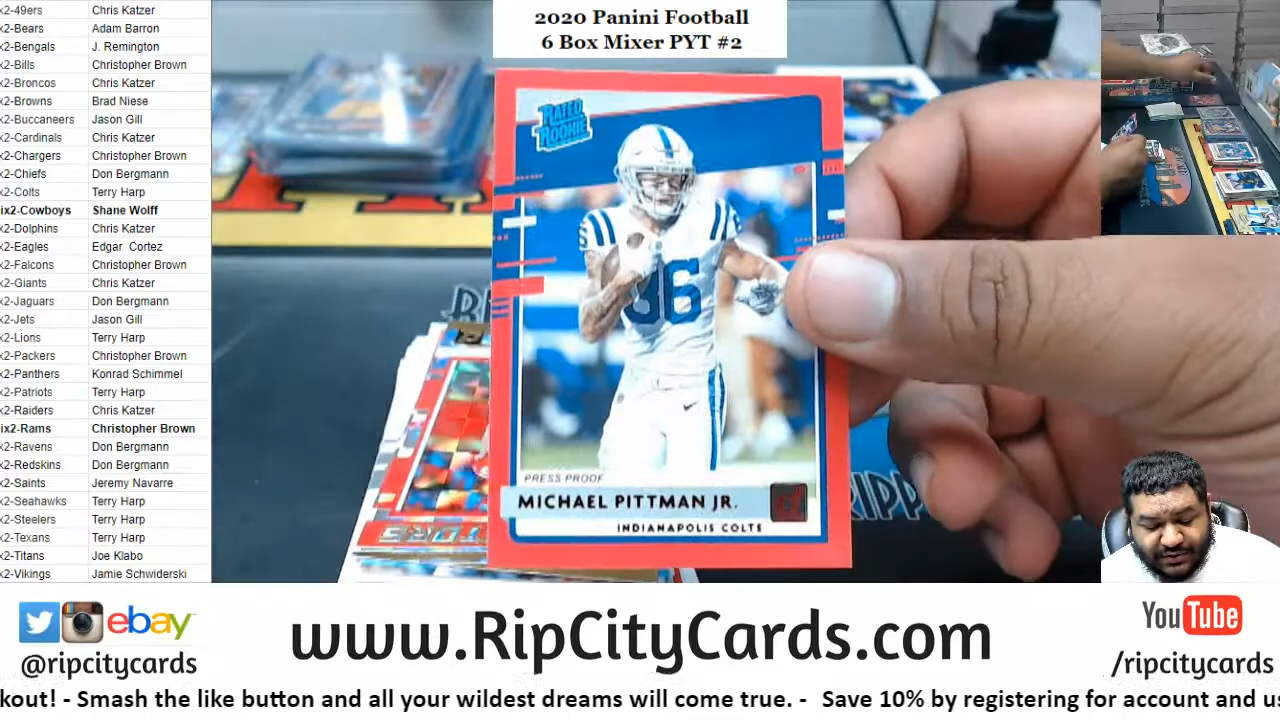 x2-49ers Chris Katzer
x2-Bears Adam Barron
x2-Bengals J. Remington
x2-Bills Christopher Brown
x2-Broncos Chris Katzer
x2-Browns Brad Niese
x2-Buccaneers Jason Gill
x2-Cardinals Chris Katzer
x2-Chargers Christopher Brown
x2-Chiefs Don Bergmann
x2-Colts Terry Harp
ix2-Cowboys Shane Wolff
x2-Dolphins Chris Katzer
x2-Eagles Edgar Cortez
x2-Falcons Christopher Brown
x2-Giants Chris Katzer
x2-Jaguars Don Bergmann
x2-Jets Jason Gill
x2-Lions Terry Harp
x2-Packers Christopher Brown
x2-Panthers Konrad Schimmel
x2-Patriots Terry Harp
x2-Raiders Chris Katzer
ix2-Rams Christopher Brown
x2-Ravens Don Bergmann
x2-Redskins Don Bergmann
x2-Saints Jeremy Navarre
x2-Seahawks Terry Harp
x2-Steelers Terry Harp
x2-Texans Terry Harp
x2-Titans Joe Klabo
x2-Vikings Jamie Schwiderski
2020 Panini Football
6 Box Mixer PYT #2
RATED
ROOKIE
86
PRESS PROOF
MICHAEL PITTMAN JR.
INDIANAPOLIS COLTS
RIPP
ebay
@ripcitycards
www.RipCityCards.com
YouTube
/ripcitycards
kout! - Smash the like button and all your wildest dreams will come true. - Save 10% by registering for account and us